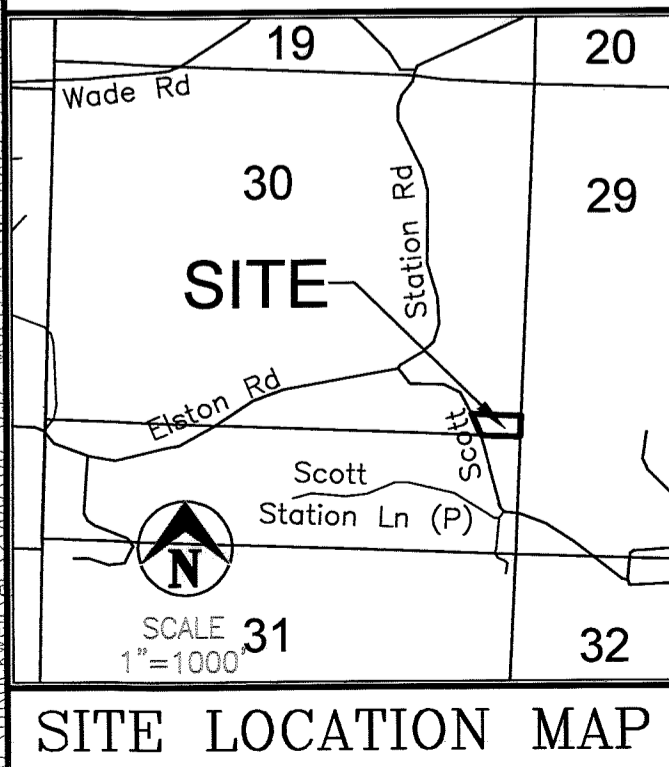 19
20
Wade Rd
30
29
Station Rd
SITE
Elston Rd
Scott
Scott
Station Ln (P)
N
SCALE
1"=1000'
31
32
SITE LOCATION MAP